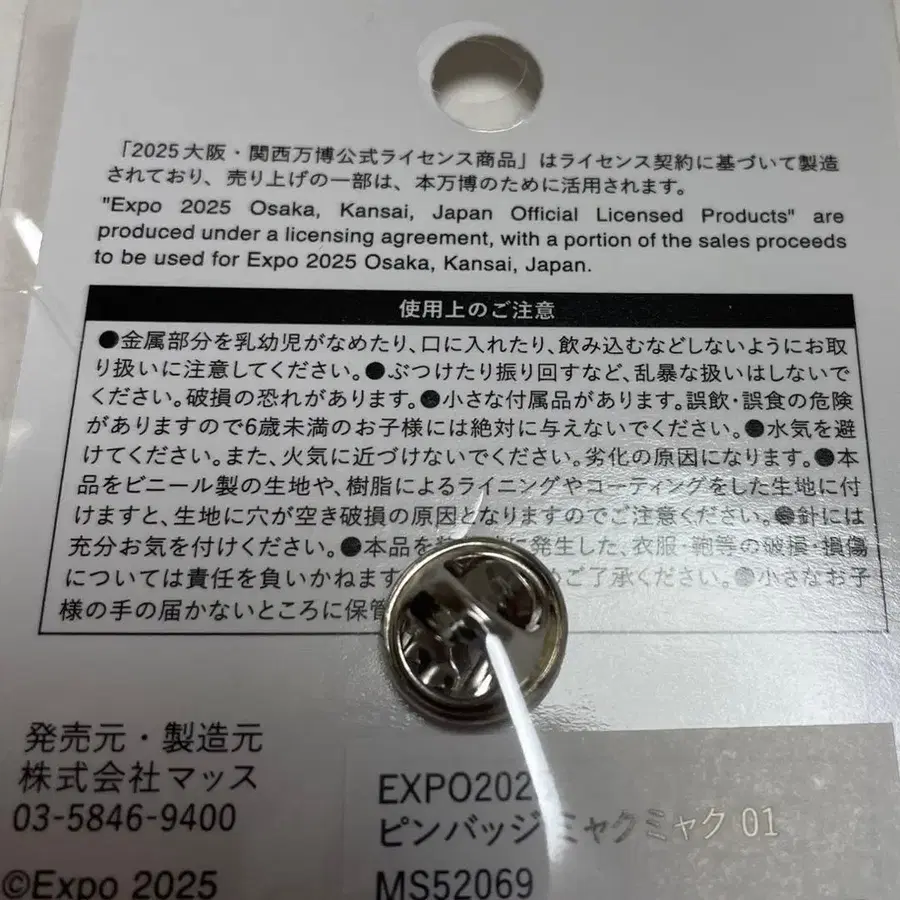 「2025大阪・関西万博公式ライセンス商品」はライセンス契約に基づいて製造
されており、売り上げの一部は、本万博のために活用されます。
"Expo 2025 Osaka, Kansai, Japan Official Licensed Products" are
produced under a licensing agreement, with a portion of the sales proceeds
to be used for Expo 2025 Osaka, Kansai, Japan.
使用上のご注意
●金属部分を乳幼児がなめたり、口に入れたり、飲み込むなどしないようにお取
り扱いに注意してください。●ぶつけたり振り回すなど、乱暴な扱いはしないで
ください。破損の恐れがあります。●小さな付属品があります。誤飲・誤食の危険
がありますので6歳未満のお子様には絶対に与えないでください。●水気を避
けてください。また、火気に近づけないでください。劣化の原因になります。●本
品をビニール製の生地や、樹脂によるライニングやコーティングをした生地に付
けますと、生地に穴が空き破損の原因となりますのでご注意ください。●針には
充分お気を付けください。●本品を に発生した、衣服・鞄等の破損・損傷
については責任を負いかねます ご了承ください。●小さなお子
様の手の届かないところに保管
発売元・製造元
株式会社マッス
03-5846-9400
©Expo 2025
EXPO202
ピンバッジ ミャクミャク 01
MS52069